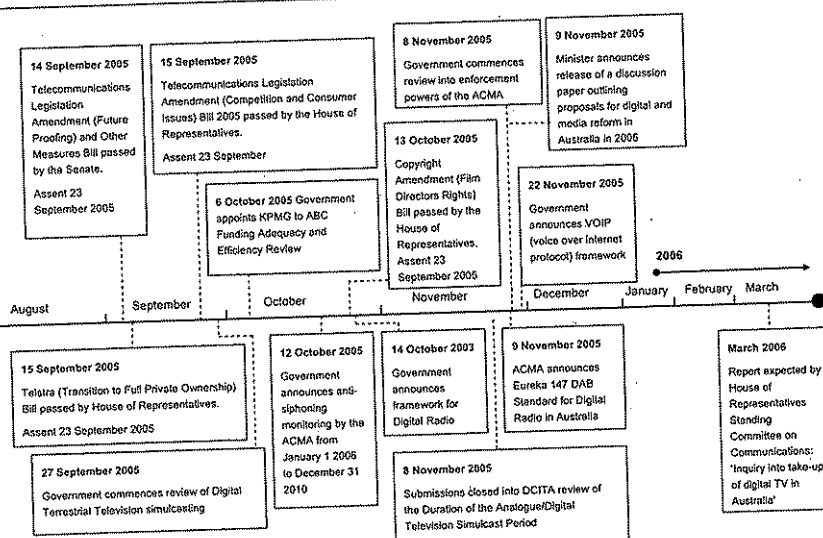 14 September 2005
Telecommunications
Legislation
Amendment (Future
Proofing) and Other
Measures Bill passed
by the Senate.
Assent 23
September 2005
15 September 2005
Telecommunications Legislation
Amendment (Competition and Consumer
Issues) Bill 2005 passed by the House of
Representatives.
Assent 23 September
6 October 2005 Government
appoints KPMG to ABC
Funding Adequacy and
Efficiency Review
8 November 2005
Government commences
review into enforcement
powers of the ACMA
13 October 2005
Copyright
Amendment (Film
Directors Rights)
Bill passed by the
House of
Representatives.
Assent 23
September 2005
9 November 2005
Minister announces
release of a discussion
paper outlining
proposals for digital and
media reform in
Australia in 2006
22 November 2005
Government
announces VOIP
(voice over internet
protocol) framework
2006
August
September
October
November
December
January
February
March
15 September 2005
Telstra (Transition to Full Private Ownership)
Bill passed by House of Representatives.
Assent 23 September 2005
27 September 2005
Government commences review of Digital
Terrestrial Television simulcasting
12 October 2005
Government
announces anti-
siphoning
monitoring by the
ACMA from
January 1 2006
to December 31
2010
14 October 2003
Government
announces
framework for
Digital Radio
8 November 2005
Submissions closed into DCITA review of
the Duration of the Analogue/Digital
Television Simulcast Period
9 November 2005
ACMA announces
Eureka 147 DAB
Standard for Digital
Radio in Australia
March 2006
Report expected by
House of
Representatives
Standing
Committee on
Communications:
'Inquiry into take-up
of digital TV in
Australia'